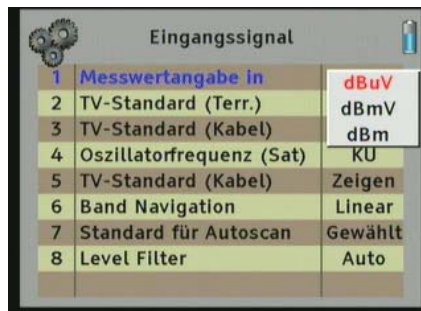 Eingangssignal
1 Messwertangabe in dBuV
dBmV
dBm
2 TV-Standard (Terr.)
3 TV-Standard (Kabel)
4 Oszillatorfrequenz (Sat) KU
5 TV-Standard (Kabel) Zeigen
6 Band Navigation Linear
7 Standard für Autoscan Gewählt
8 Level Filter Auto